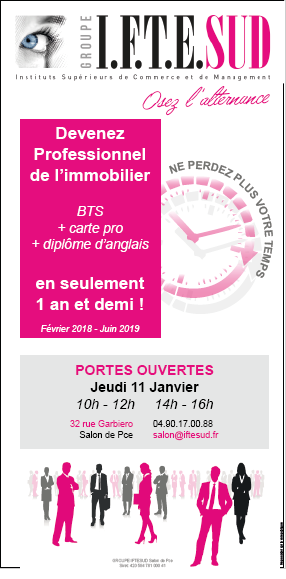 GROUPE
I.F.T.E.SUD
Instituts Supérieurs de Commerce et de Management
Osez l'alternance
Devenez
Professionnel
de l'immobilier
BTS
+ carte pro
+ diplôme d'anglais
en seulement
1 an et demi !
Février 2018 - Juin 2019
NE PERDEZ PLUS VOTRE TEMPS
PORTES OUVERTES
Jeudi 11 Janvier
10h - 12h 14h - 16h
32 rue Garbiero 04.90.17.00.88
Salon de Pce salon@iftesud.fr
GROUPE IFTESUD Salon de Pce